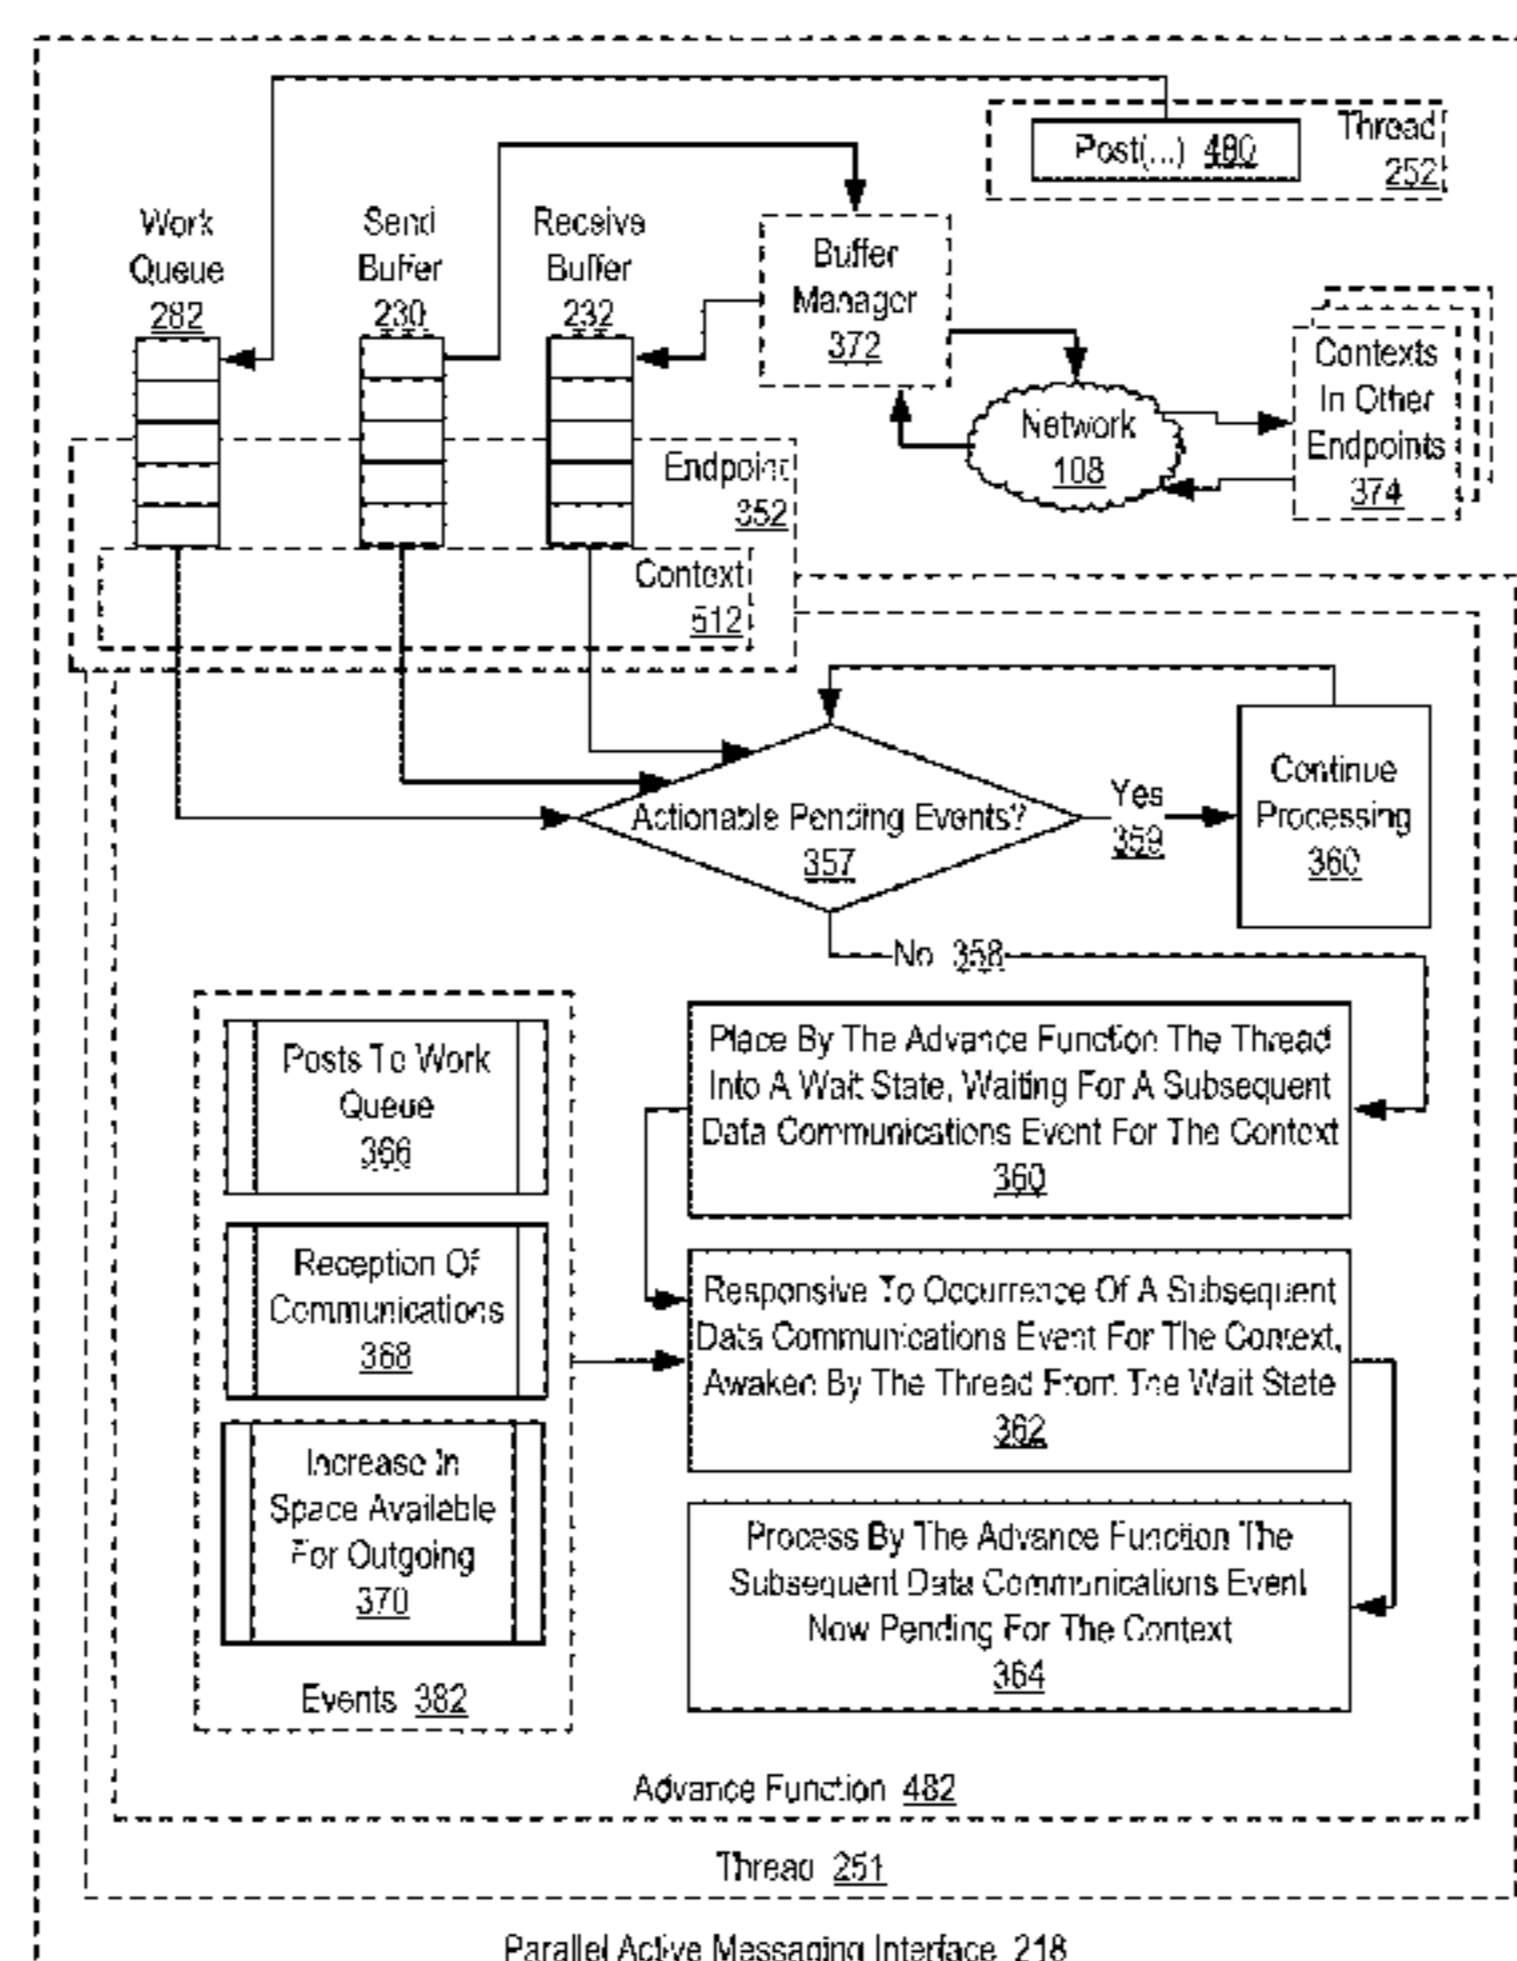 Thread
252
Post(...) 480
Work
Queue
282
Send
Buffer
230
Receive
Buffer
232
Buffer
Manager
372
Network
108
Contexts
In Other
Endpoints
374
Endpoint
352
Context
512
Actionable Pending Events?
357
Yes
359
Continue
Processing
360
No 358
Posts To Work
Queue
366
Reception Of
Communications
368
Increase In
Space Available
For Outgoing
370
Events 382
Place By The Advance Function The Thread
Into A Wait State, Waiting For A Subsequent
Data Communications Event For The Context
360
Responsive To Occurrence Of A Subsequent
Data Communications Event For The Context,
Awaken By The Thread From The Wait State
362
Process By The Advance Function The
Subsequent Data Communications Event
Now Pending For The Context
364
Advance Function 482
Thread 251
Parallel Active Messaging Interface 218